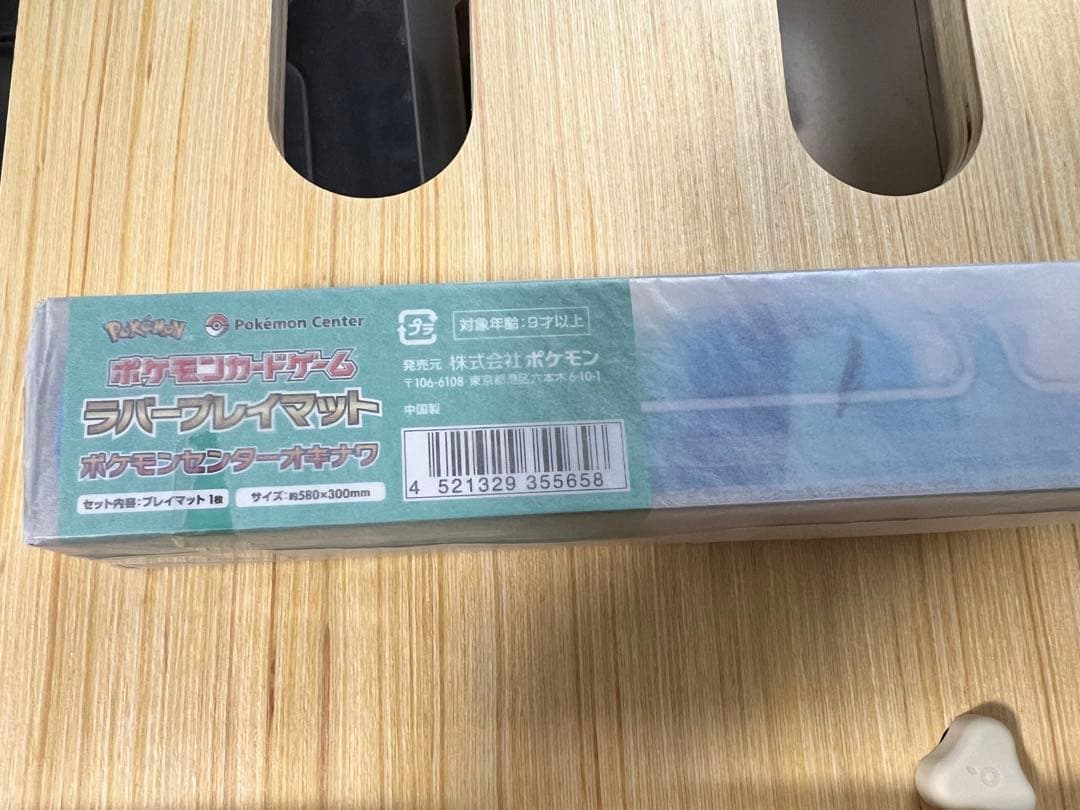 POKÉMON Pokémon Center
ポケモンカードゲーム
ラバープレイマット
ポケモンセンターオキナワ
セット内容:プレイマット 1枚 サイズ:約580×300mm
プラ 対象年齢:9才以上
発売元 株式会社 ポケモン
〒106-6108 東京都港区六本木6-10-1
中国製
4 521329 355658